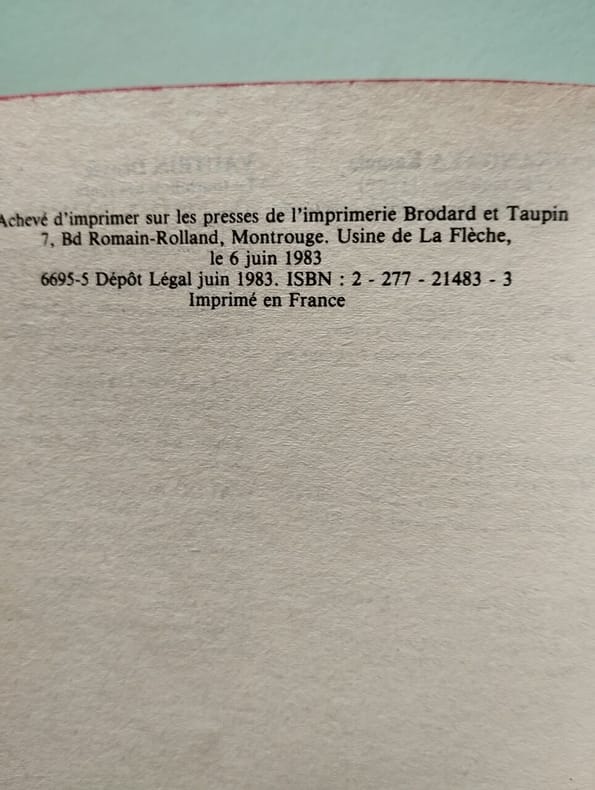 Achevé d'imprimer sur les presses de l'imprimerie Brodard et Taupin
7, Bd Romain-Rolland, Montrouge. Usine de La Flèche,
le 6 juin 1983
6695-5 Dépôt Légal juin 1983. ISBN : 2 - 277 - 21483 - 3
Imprimé en France